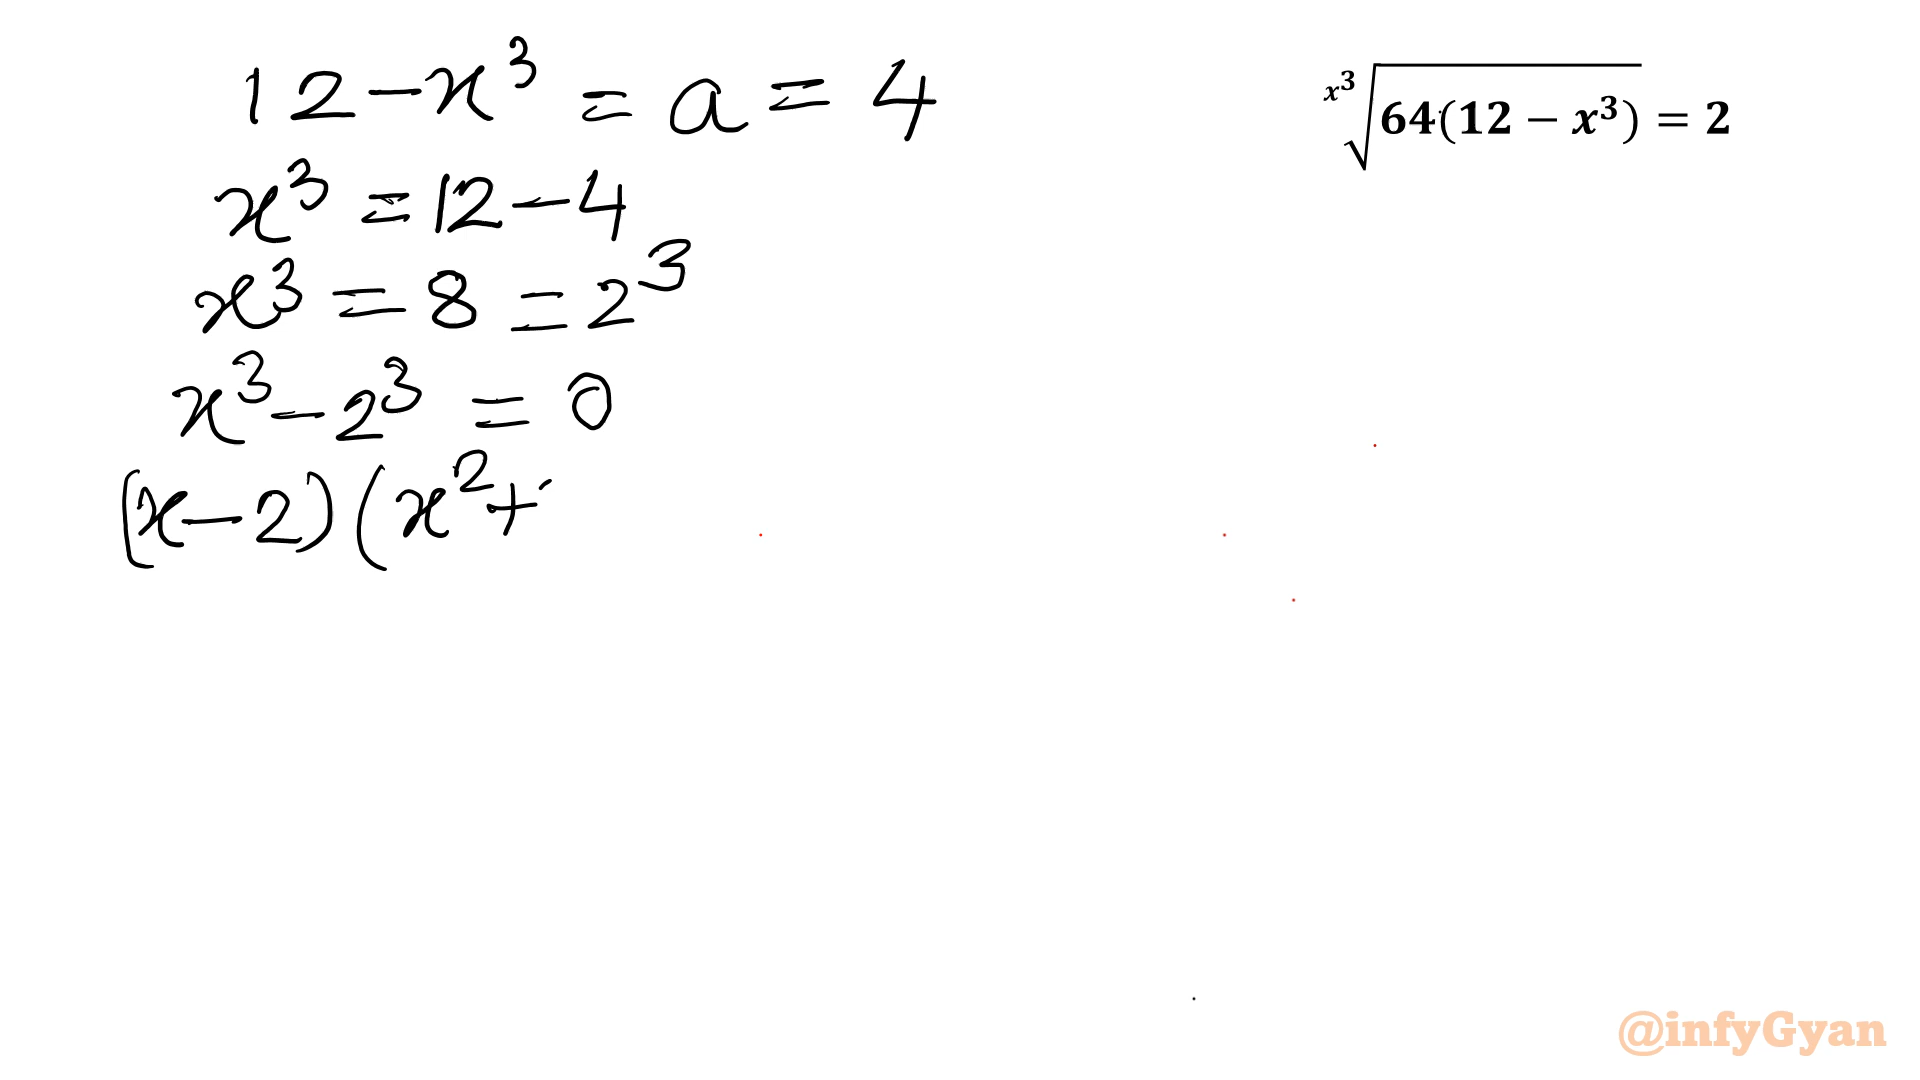 12 - x³ = a = 4
x³ = 12 - 4
x³ = 8 = 2³
x³ - 2³ = 0
(x - 2)(x² +
ˣ³√64(12 − x³) = 2
@infyGyan